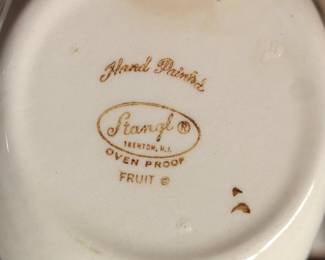 Hand Painted
Stangl ®
TRENTON, N.J.
OVEN PROOF
FRUIT ©